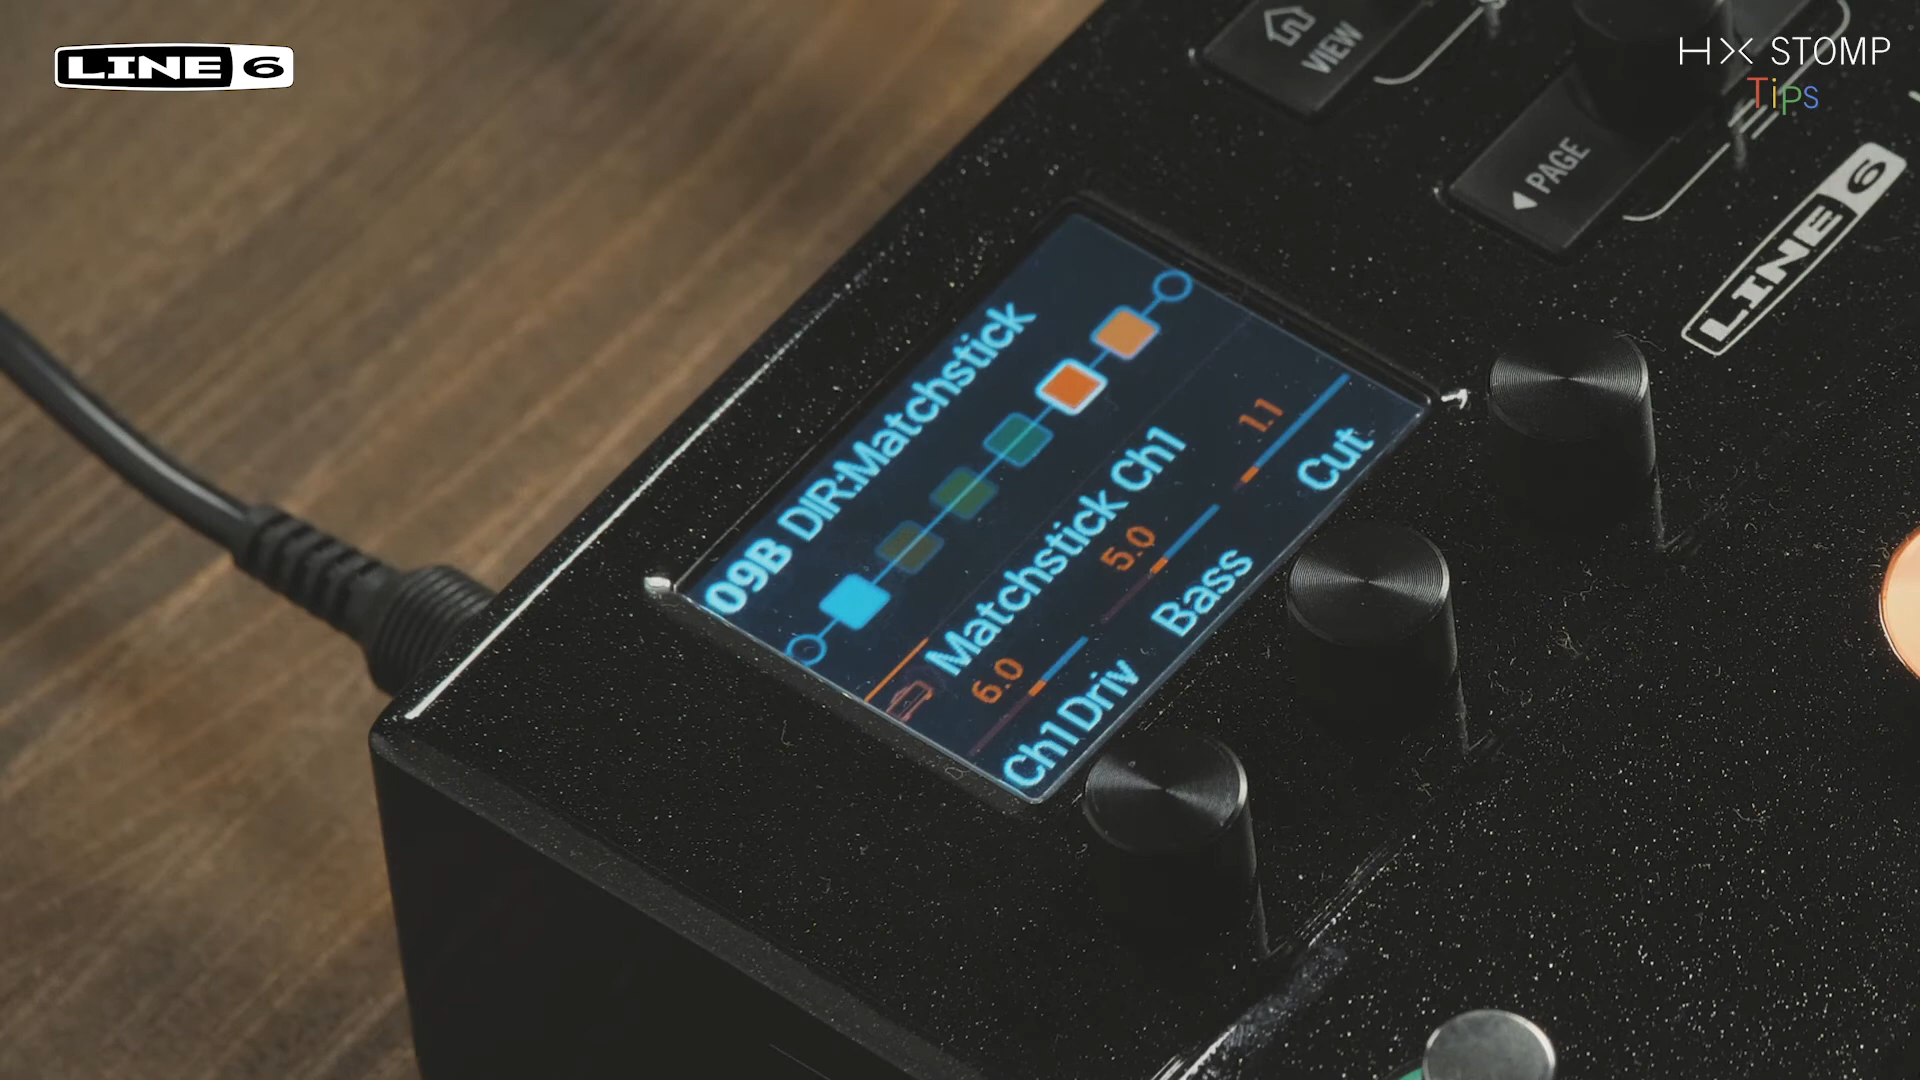 LINE 6
HX STOMP
Tips
VIEW
◀ PAGE
LINE 6
09B DIR:Matchstick
Matchstick Ch1
6.0 5.0 1.1
Ch1Driv Bass Cut